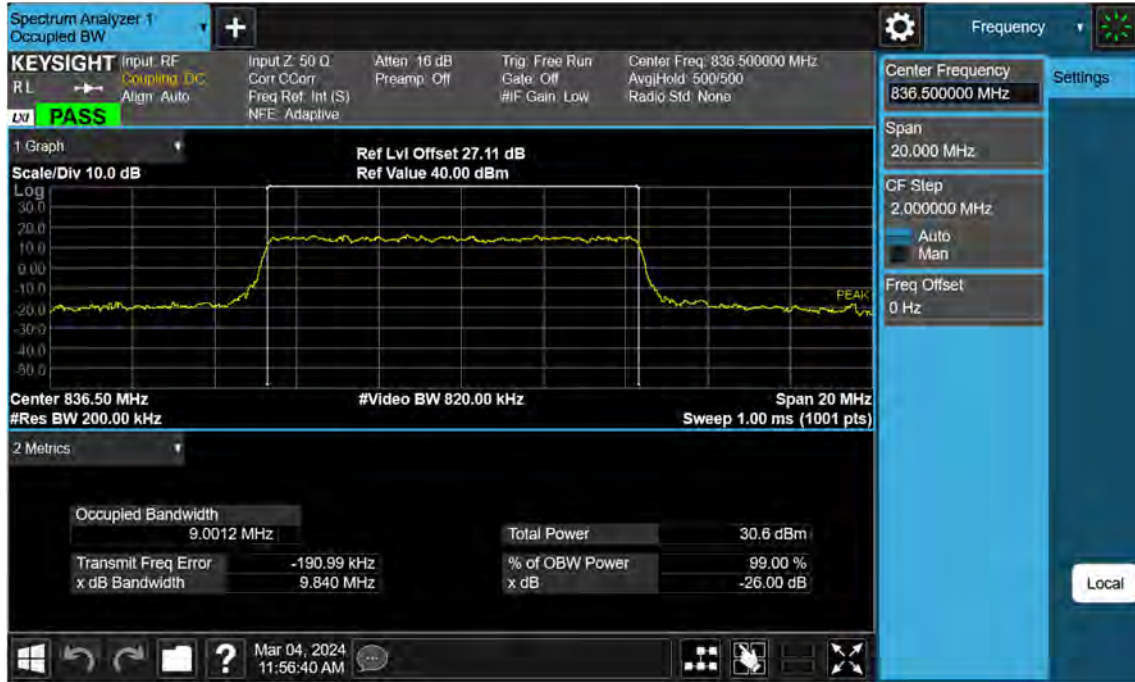 Spectrum Analyzer 1
Occupied BW
Frequency
KEYSIGHT
RL
LXI
PASS
Input: RF
Coupling: DC
Align: Auto
Input Z: 50 Ω
Corr CCorr
Freq Ref: Int (S)
NFE: Adaptive
Atten: 16 dB
Preamp: Off
Trig: Free Run
Gate: Off
#IF Gain: Low
Center Freq: 836.500000 MHz
Avg|Hold: 500/500
Radio Std: None
Center Frequency
836.500000 MHz
Settings
Span
20.000 MHz
CF Step
2.000000 MHz
Auto
Man
Freq Offset
0 Hz
1 Graph
Scale/Div 10.0 dB
Ref Lvl Offset 27.11 dB
Ref Value 40.00 dBm
Log
30.0
20.0
10.0
0.00
-10.0
-20.0
-30.0
-40.0
-50.0
PEAK
Center 836.50 MHz
#Video BW 820.00 kHz
Span 20 MHz
#Res BW 200.00 kHz
Sweep 1.00 ms (1001 pts)
2 Metrics
Occupied Bandwidth
9.0012 MHz
Total Power 30.6 dBm
Transmit Freq Error -190.99 kHz
% of OBW Power 99.00 %
x dB Bandwidth 9.840 MHz
x dB -26.00 dB
Local
?
Mar 04, 2024
11:56:40 AM